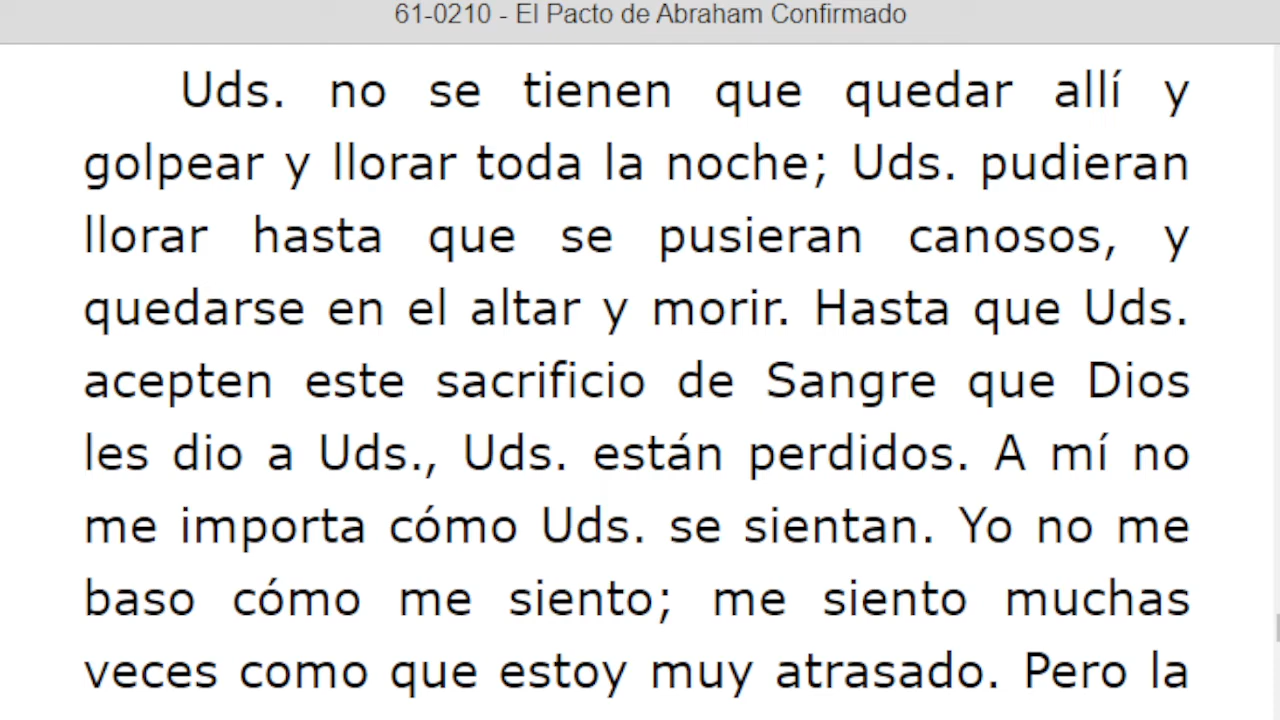 61-0210 - El Pacto de Abraham Confirmado
Uds. no se tienen que quedar allí y
golpear y llorar toda la noche; Uds. pudieran
llorar hasta que se pusieran canosos, y
quedarse en el altar y morir. Hasta que Uds.
acepten este sacrificio de Sangre que Dios
les dio a Uds., Uds. están perdidos. A mí no
me importa cómo Uds. se sientan. Yo no me
baso cómo me siento; me siento muchas
veces como que estoy muy atrasado. Pero la